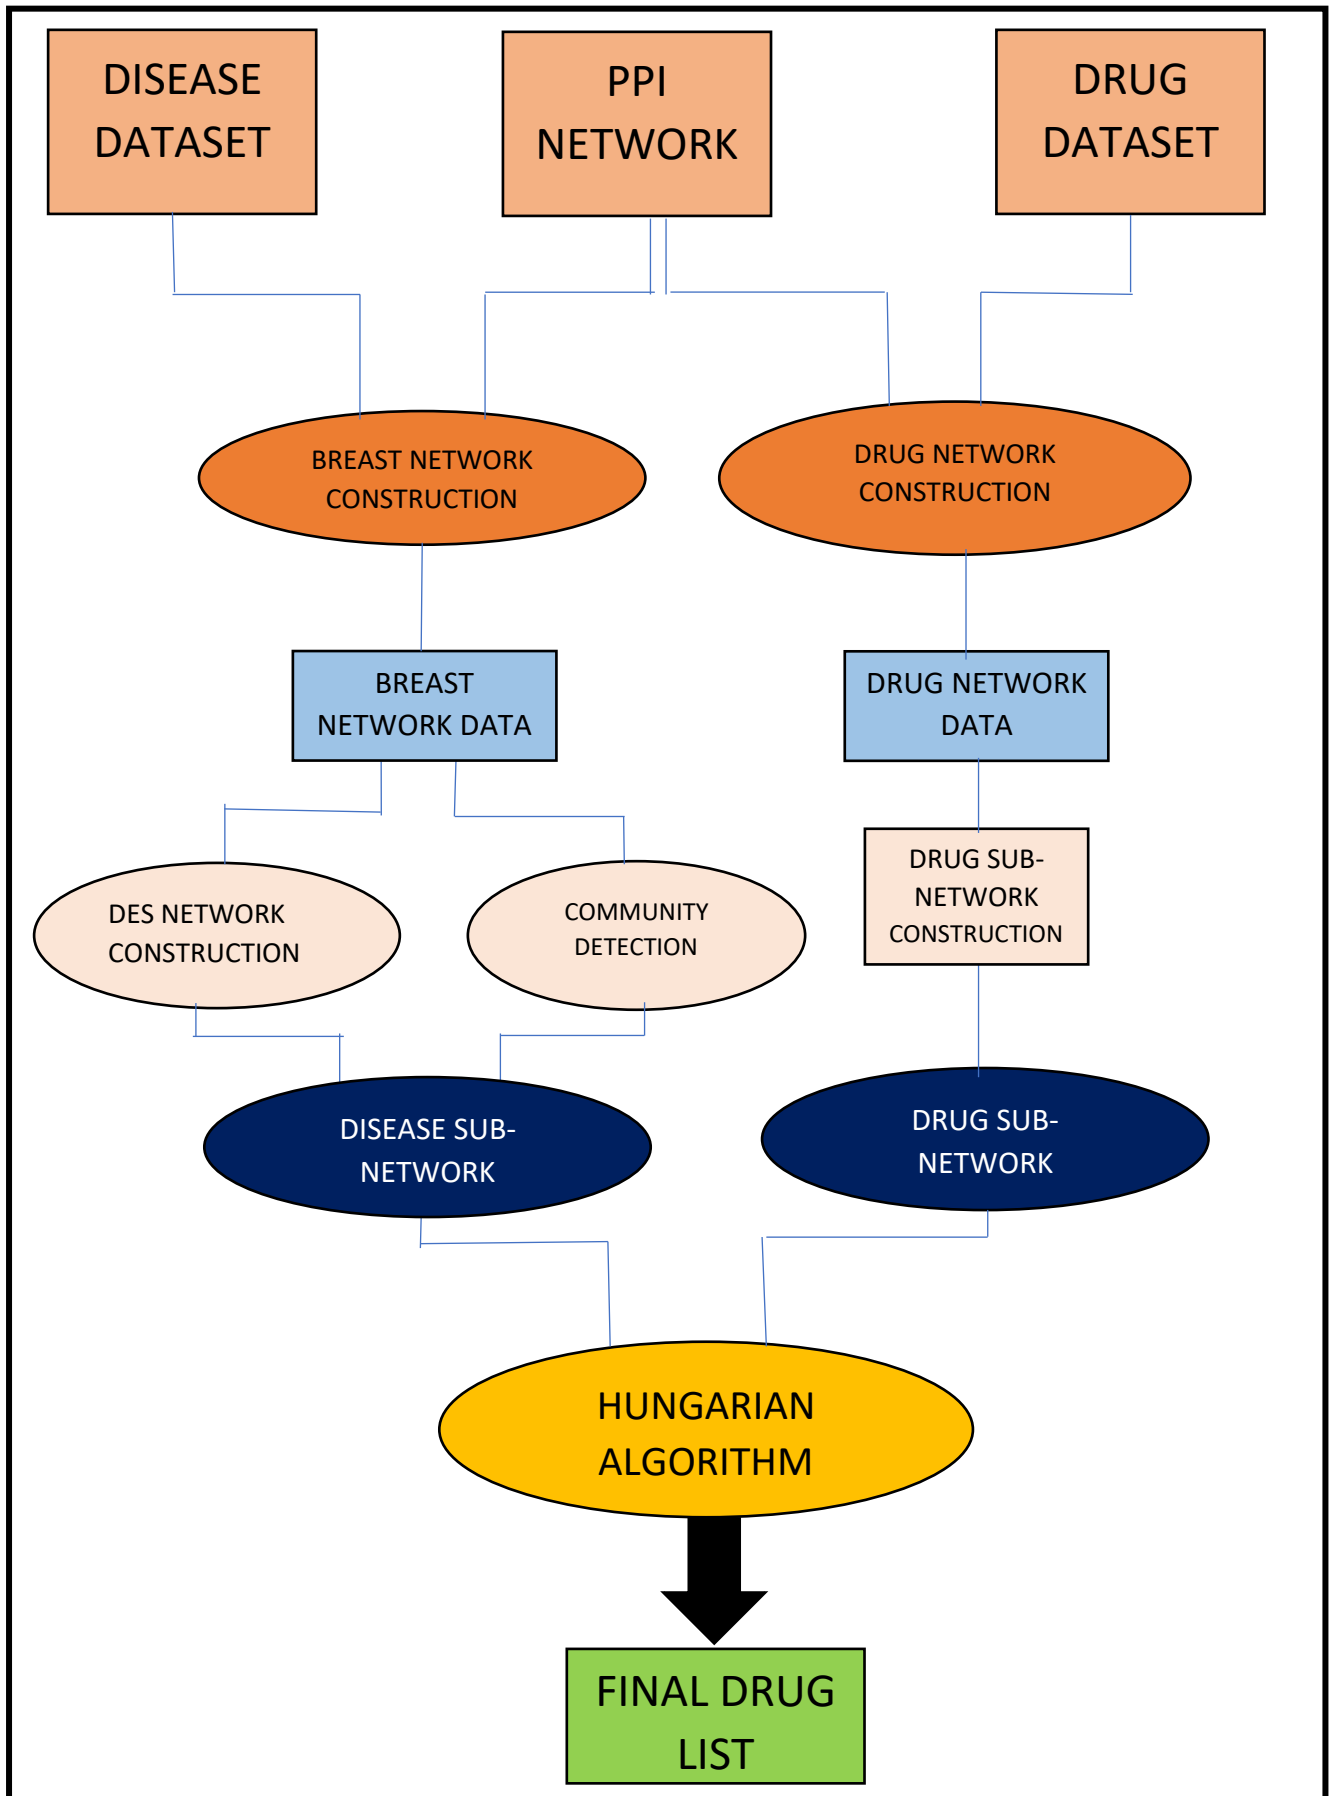 DISEASE
DATASET
PPI
NETWORK
DRUG
DATASET
BREAST NETWORK
CONSTRUCTION
DRUG NETWORK
CONSTRUCTION
BREAST
NETWORK DATA
DRUG NETWORK
DATA
DES NETWORK
CONSTRUCTION
COMMUNITY
DETECTION
DRUG SUB-
NETWORK
CONSTRUCTION
DISEASE SUB-
NETWORK
DRUG SUB-
NETWORK
HUNGARIAN
ALGORITHM
FINAL DRUG
LIST